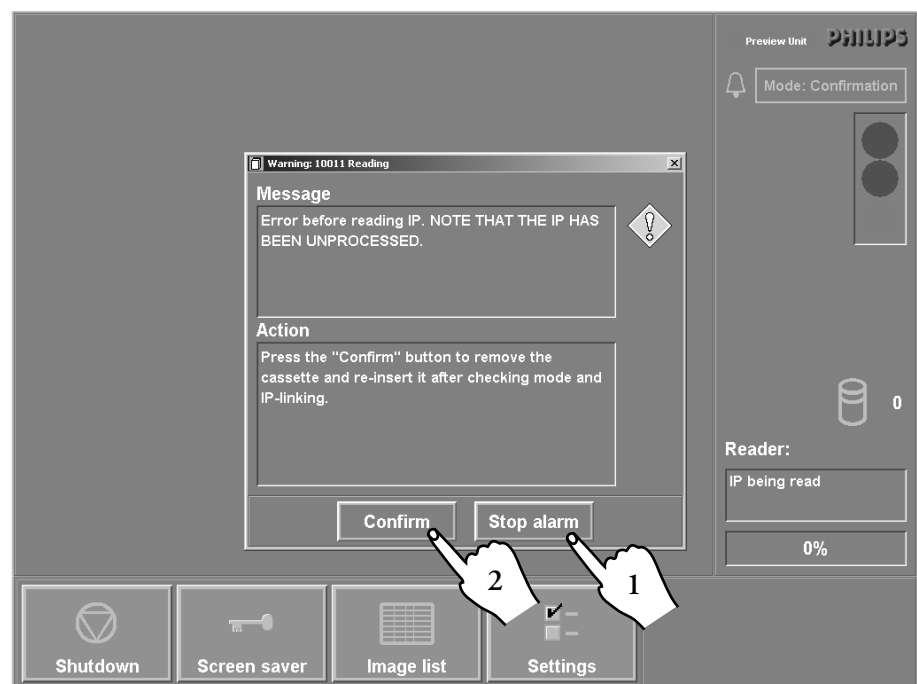 Preview Unit PHILIPS
Mode: Confirmation
Warning: 10011 Reading
Message
Error before reading IP. NOTE THAT THE IP HAS
BEEN UNPROCESSED.
Action
Press the "Confirm" button to remove the
cassette and re-insert it after checking mode and
IP-linking.
0
Reader:
IP being read
0%
Confirm
Stop alarm
2
1
Shutdown
Screen saver
Image list
Settings